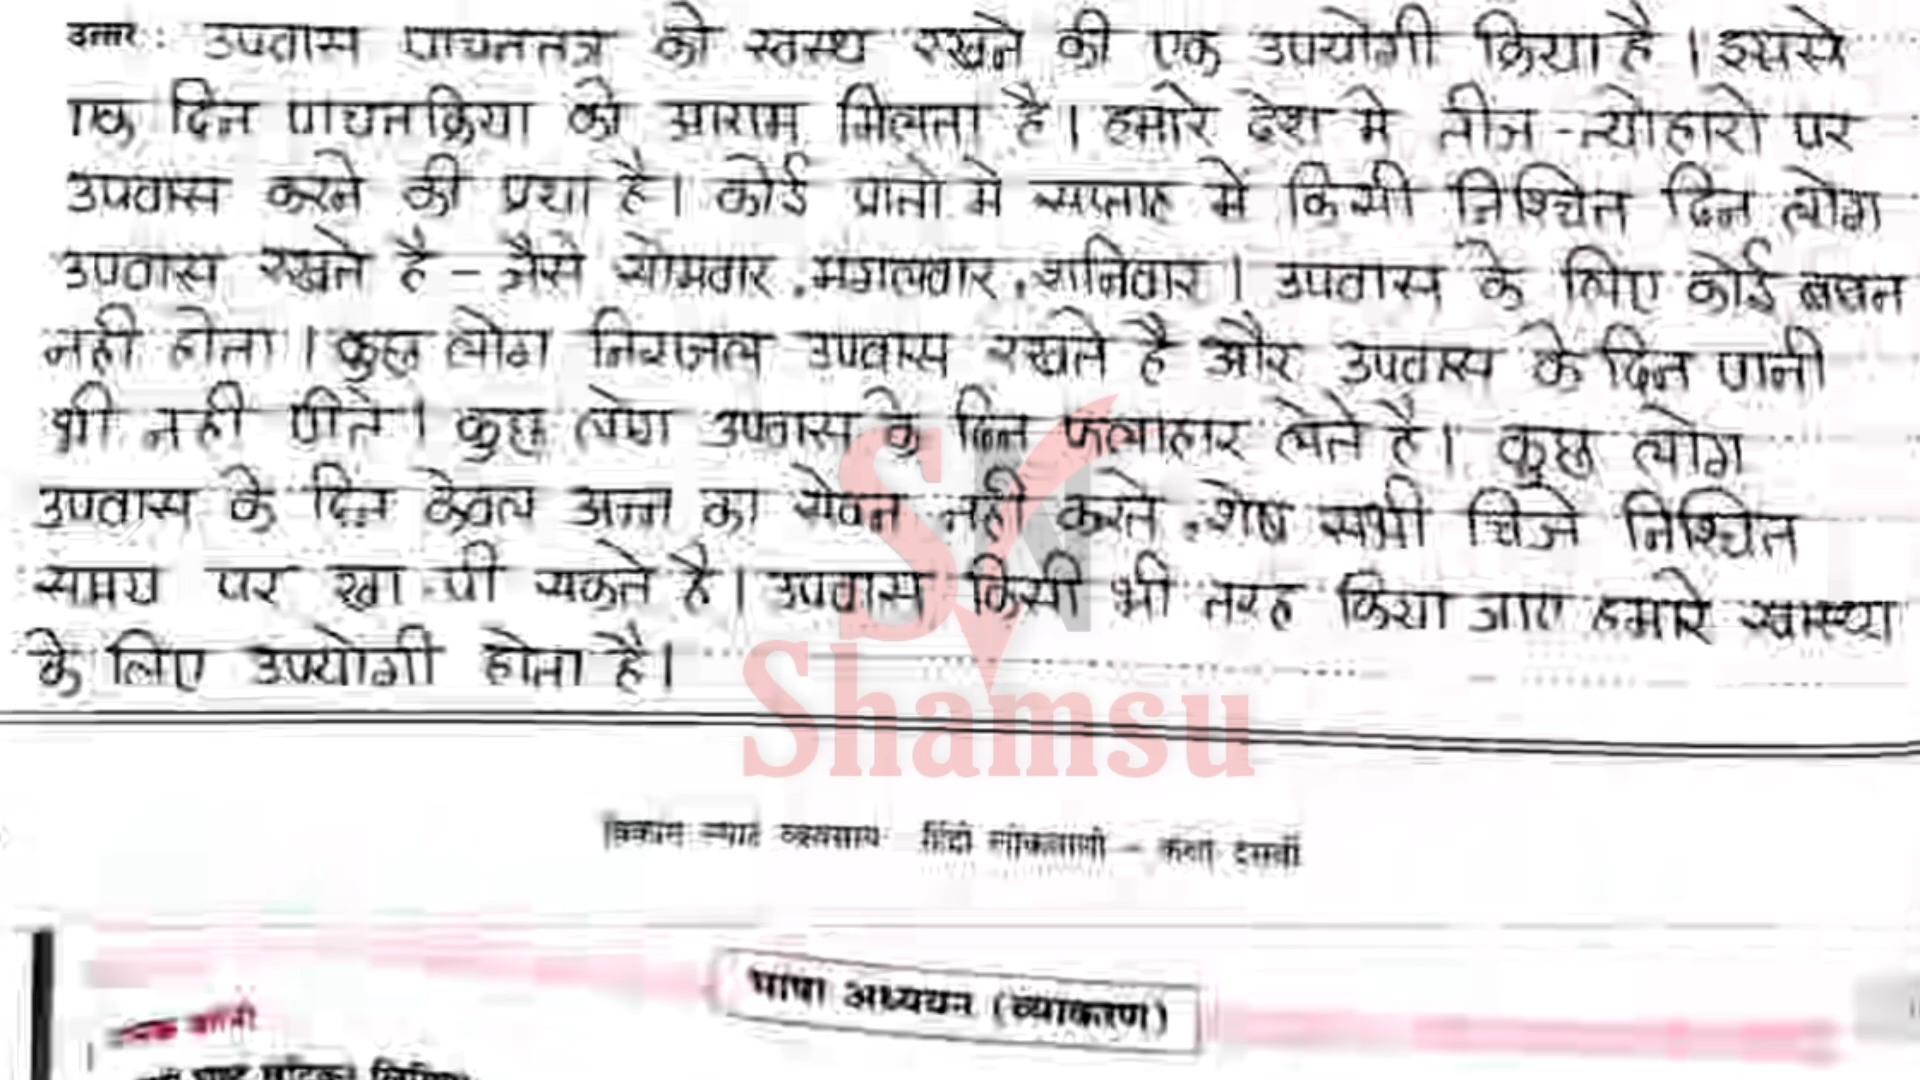 उत्तर : उपवास पाचनतंत्र को स्वस्थ रखने की एक उपयोगी क्रिया है । इससे
एक दिन पाचनक्रिया को आराम मिलता है। हमारे देश मे तीज-त्योहारो पर
उपवास करने की प्रथा है। कोई प्रांतो मे सप्ताह में किसी निश्चित दिन लोग
उपवास रखते है - जैसे सोमवार, मंगलवार, शनिवार। उपवास के लिए कोई बंधन
नही होता। कुछ लोग निराजल उपवास रखते है और उपवास के दिन पानी
भी नही पीते। कुछ लोग उपवास के दिन फलाहार लेते है। कुछ लोग
उपवास के दिन केवल अन्न का सेवन नही करते, शेष सभी चिजे निश्चित
समय पर खा-पी सकते है। उपवास किसी भी तरह किया जाए हमारे स्वास्थ्य
के लिए उपयोगी होता है।
SK
Shamsu
हिंदी लोकवाणी - कक्षा दसवीं
भाषा अध्ययन (व्याकरण)